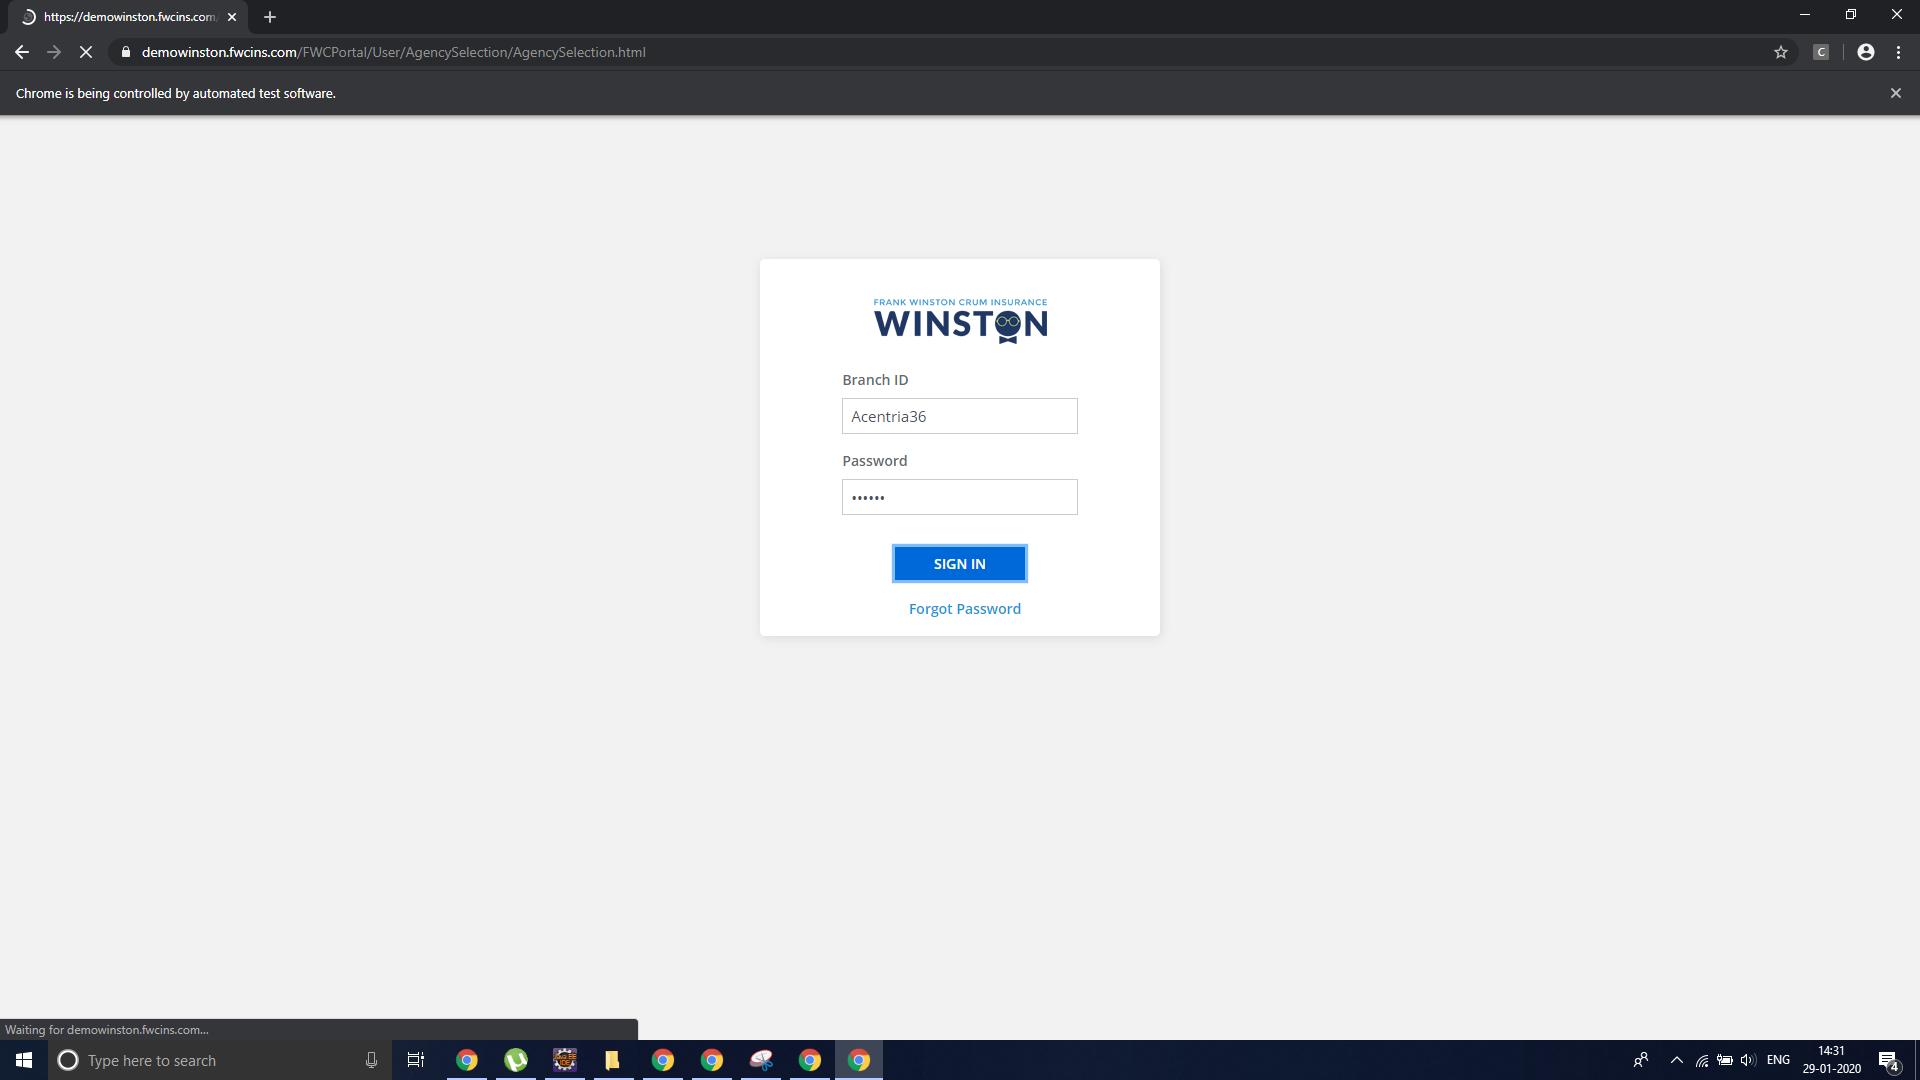 https://demowinston.fwcins.com/
demowinston.fwcins.com/FWCPortal/User/AgencySelection/AgencySelection.html
C
Chrome is being controlled by automated test software.
FRANK WINSTON CRUM INSURANCE
WINSTON
Branch ID
Acentria36
Password
••••••
SIGN IN
Forgot Password
Waiting for demowinston.fwcins.com...
Type here to search
ENG
14:31
29-01-2020
4